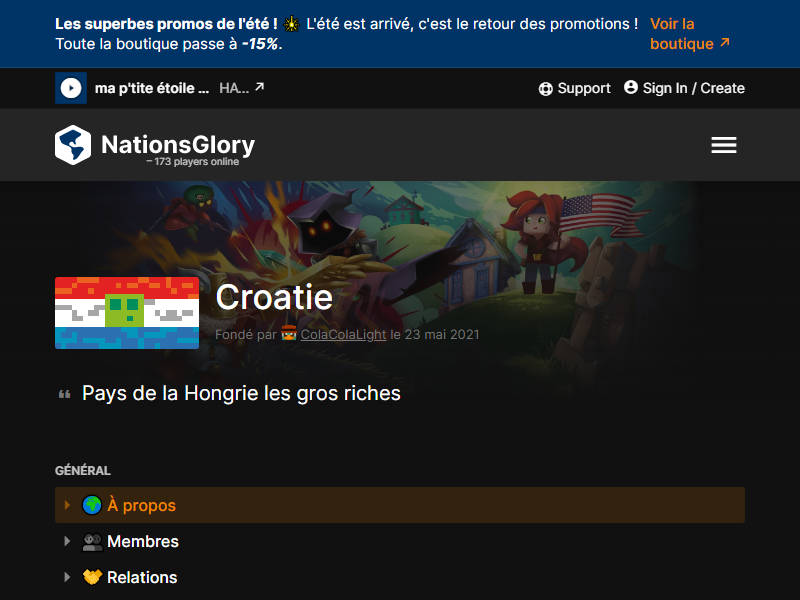 Les superbes promos de l'été ! L'été est arrivé, c'est le retour des promotions !
Toute la boutique passe à -15%.
Voir la
boutique
ma p'tite étoile ... HA...
Support
Sign In / Create
NationsGlory
– 173 players online
Croatie
Fondé par ColaColaLight le 23 mai 2021
Pays de la Hongrie les gros riches
GÉNÉRAL
À propos
Membres
Relations